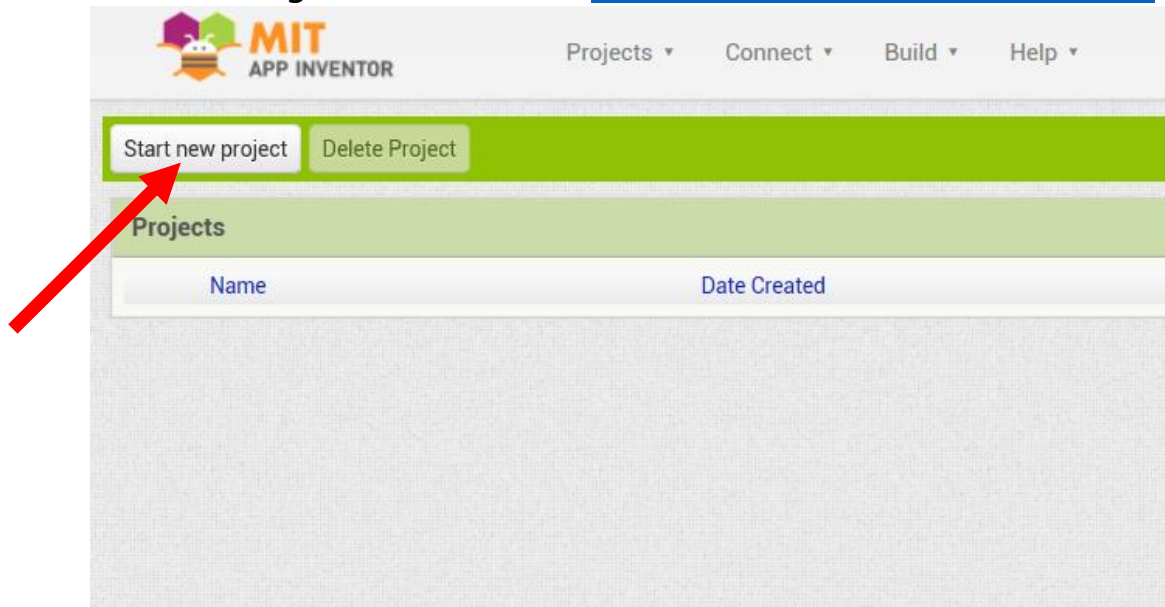 MIT
APP INVENTOR
Projects Connect Build Help
Start new project Delete Project
Projects
Name Date Created